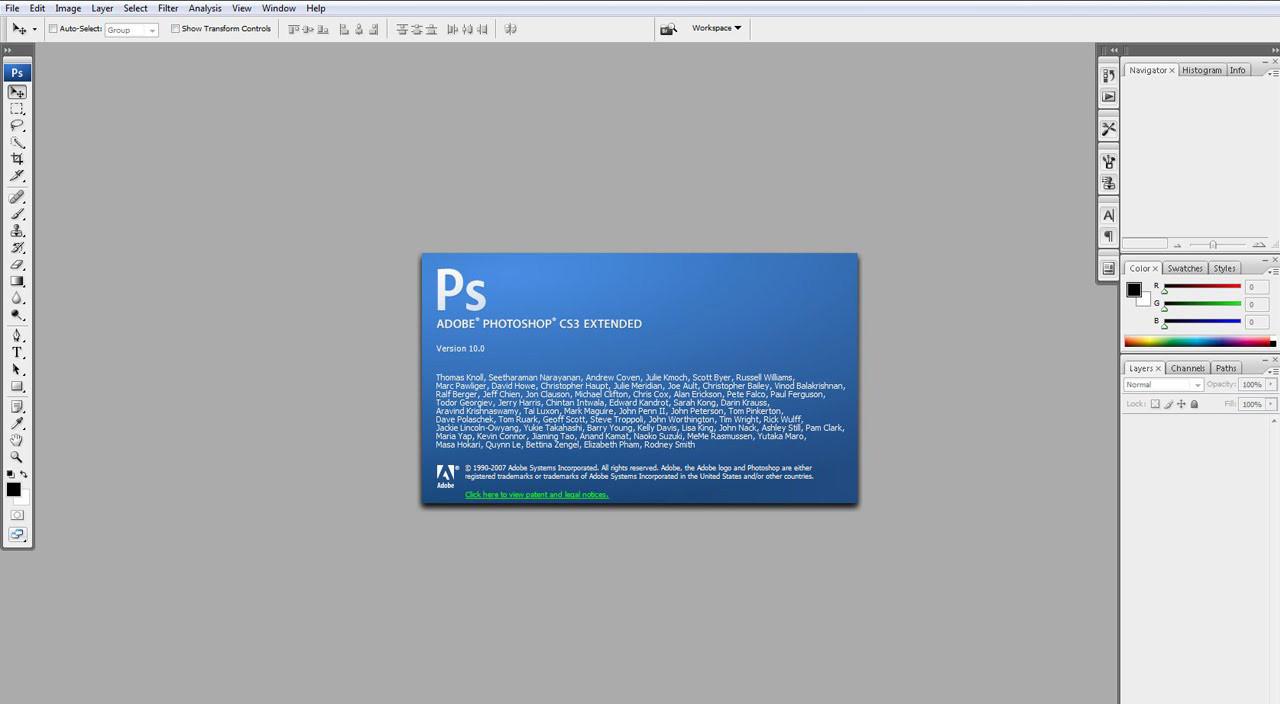 File Edit Image Layer Select Filter Analysis View Window Help
Auto-Select: Group Show Transform Controls Workspace
Ps
Navigator Histogram Info
Color Swatches Styles
R 0
G 0
B 0
Layers Channels Paths
Normal Opacity: 100%
Lock: Fill: 100%
Ps
ADOBE® PHOTOSHOP® CS3 EXTENDED
Version 10.0
Thomas Knoll, Seetharaman Narayanan, Andrew Coven, Julie Kmoch, Scott Byer, Russell Williams,
Marc Pawliger, David Howe, Christopher Haupt, Julie Meridian, Joe Ault, Christopher Bailey, Vinod Balakrishnan,
Ralf Berger, Jeff Chien, Jon Clauson, Michael Clifton, Chris Cox, Alan Erickson, Pete Falco, Paul Ferguson,
Todor Georgiev, Jerry Harris, Chintan Intwala, Edward Kandrot, Sarah Kong, Darin Krauss,
Aravind Krishnaswamy, Tai Luxon, Mark Maguire, John Penn II, John Peterson, Tom Pinkerton,
Dave Polaschek, Tom Ruark, Geoff Scott, Steve Troppoli, John Worthington, Tim Wright, Rick Wulff,
Jackie Lincoln-Owyang, Yukie Takahashi, Barry Young, Kelly Davis, Lisa King, John Nack, Ashley Still, Pam Clark,
Maria Yap, Kevin Connor, Jiaming Tao, Anand Kamat, Naoko Suzuki, MeMe Rasmussen, Yutaka Maro,
Masa Hokari, Quynn Le, Bettina Zengel, Elizabeth Pham, Rodney Smith
© 1990-2007 Adobe Systems Incorporated. All rights reserved. Adobe, the Adobe logo and Photoshop are either
registered trademarks or trademarks of Adobe Systems Incorporated in the United States and/or other countries.
Adobe
Click here to view patent and legal notices.